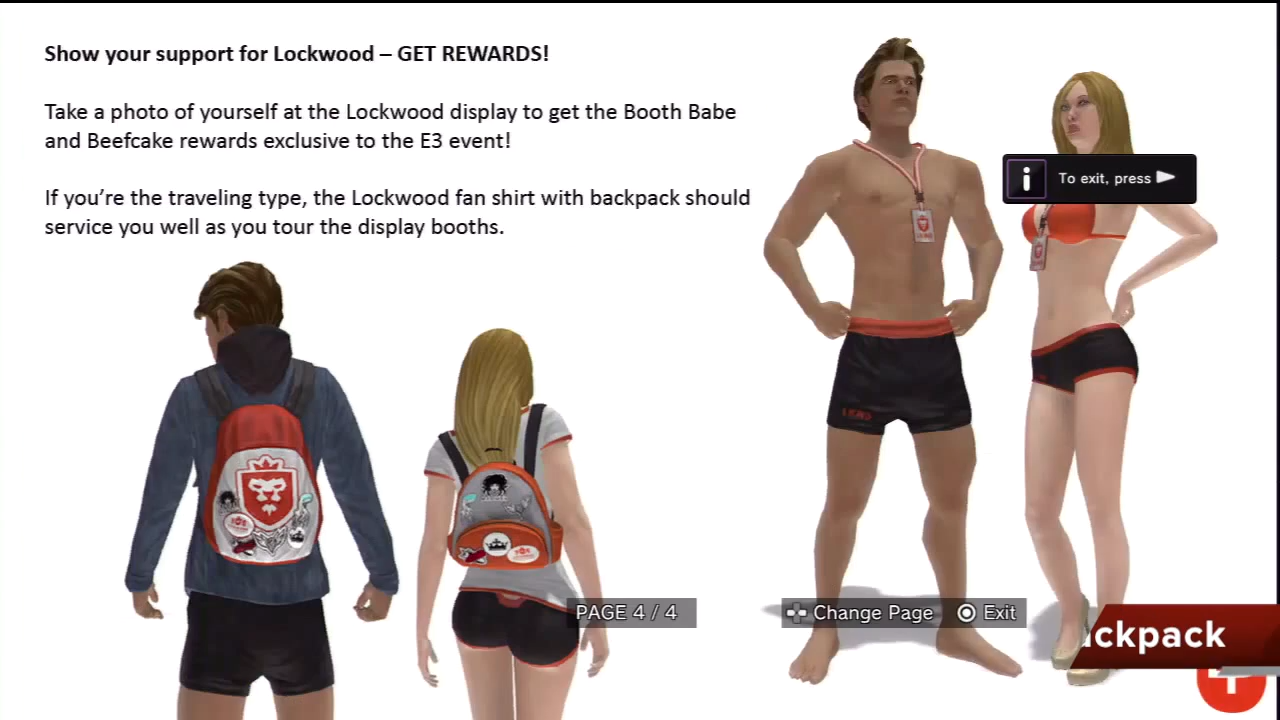 Show your support for Lockwood – GET REWARDS!
Take a photo of yourself at the Lockwood display to get the Booth Babe
and Beefcake rewards exclusive to the E3 event!
If you’re the traveling type, the Lockwood fan shirt with backpack should
service you well as you tour the display booths.
To exit, press
PAGE 4 / 4
Change Page
Exit
ckpack
LKWD